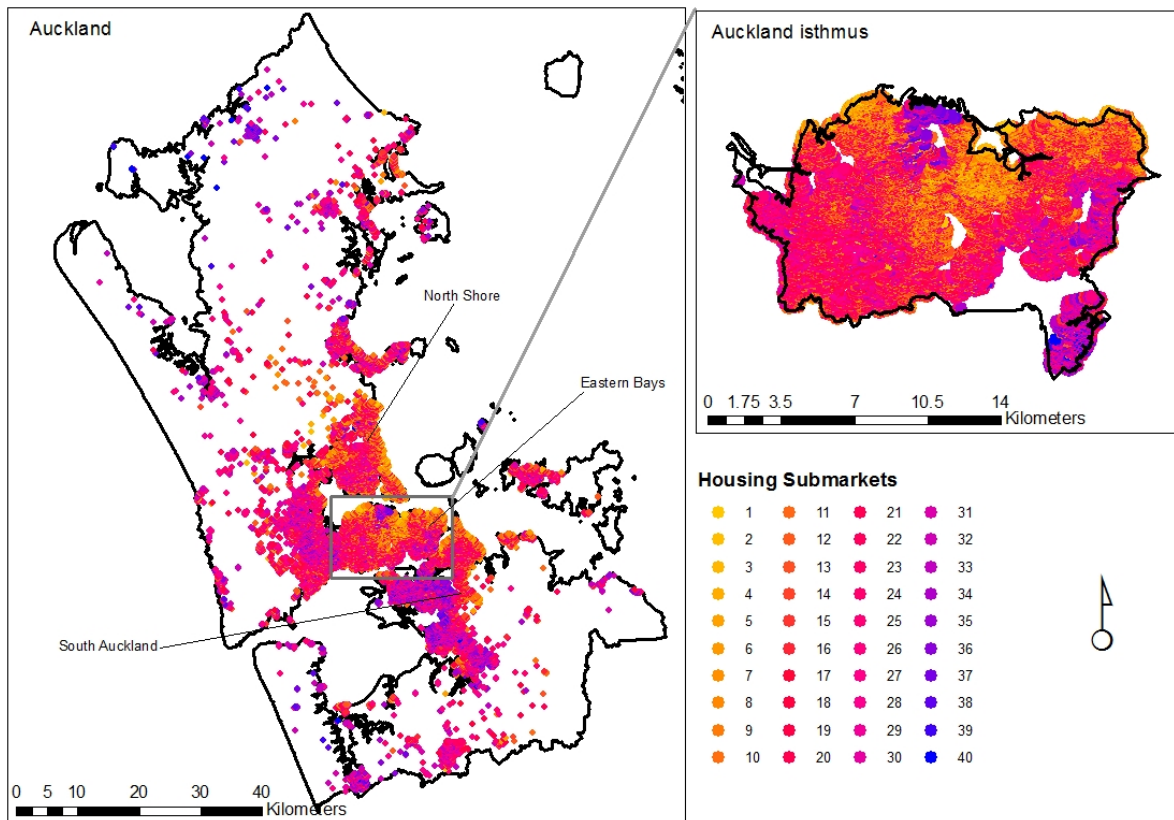 Auckland
North Shore
Eastern Bays
South Auckland
0 5 10 20 30 40
Kilometers
Auckland isthmus
0 1.75 3.5 7 10.5 14
Kilometers
Housing Submarkets
1 11 21 31
2 12 22 32
3 13 23 33
4 14 24 34
5 15 25 35
6 16 26 36
7 17 27 37
8 18 28 38
9 19 29 39
10 20 30 40